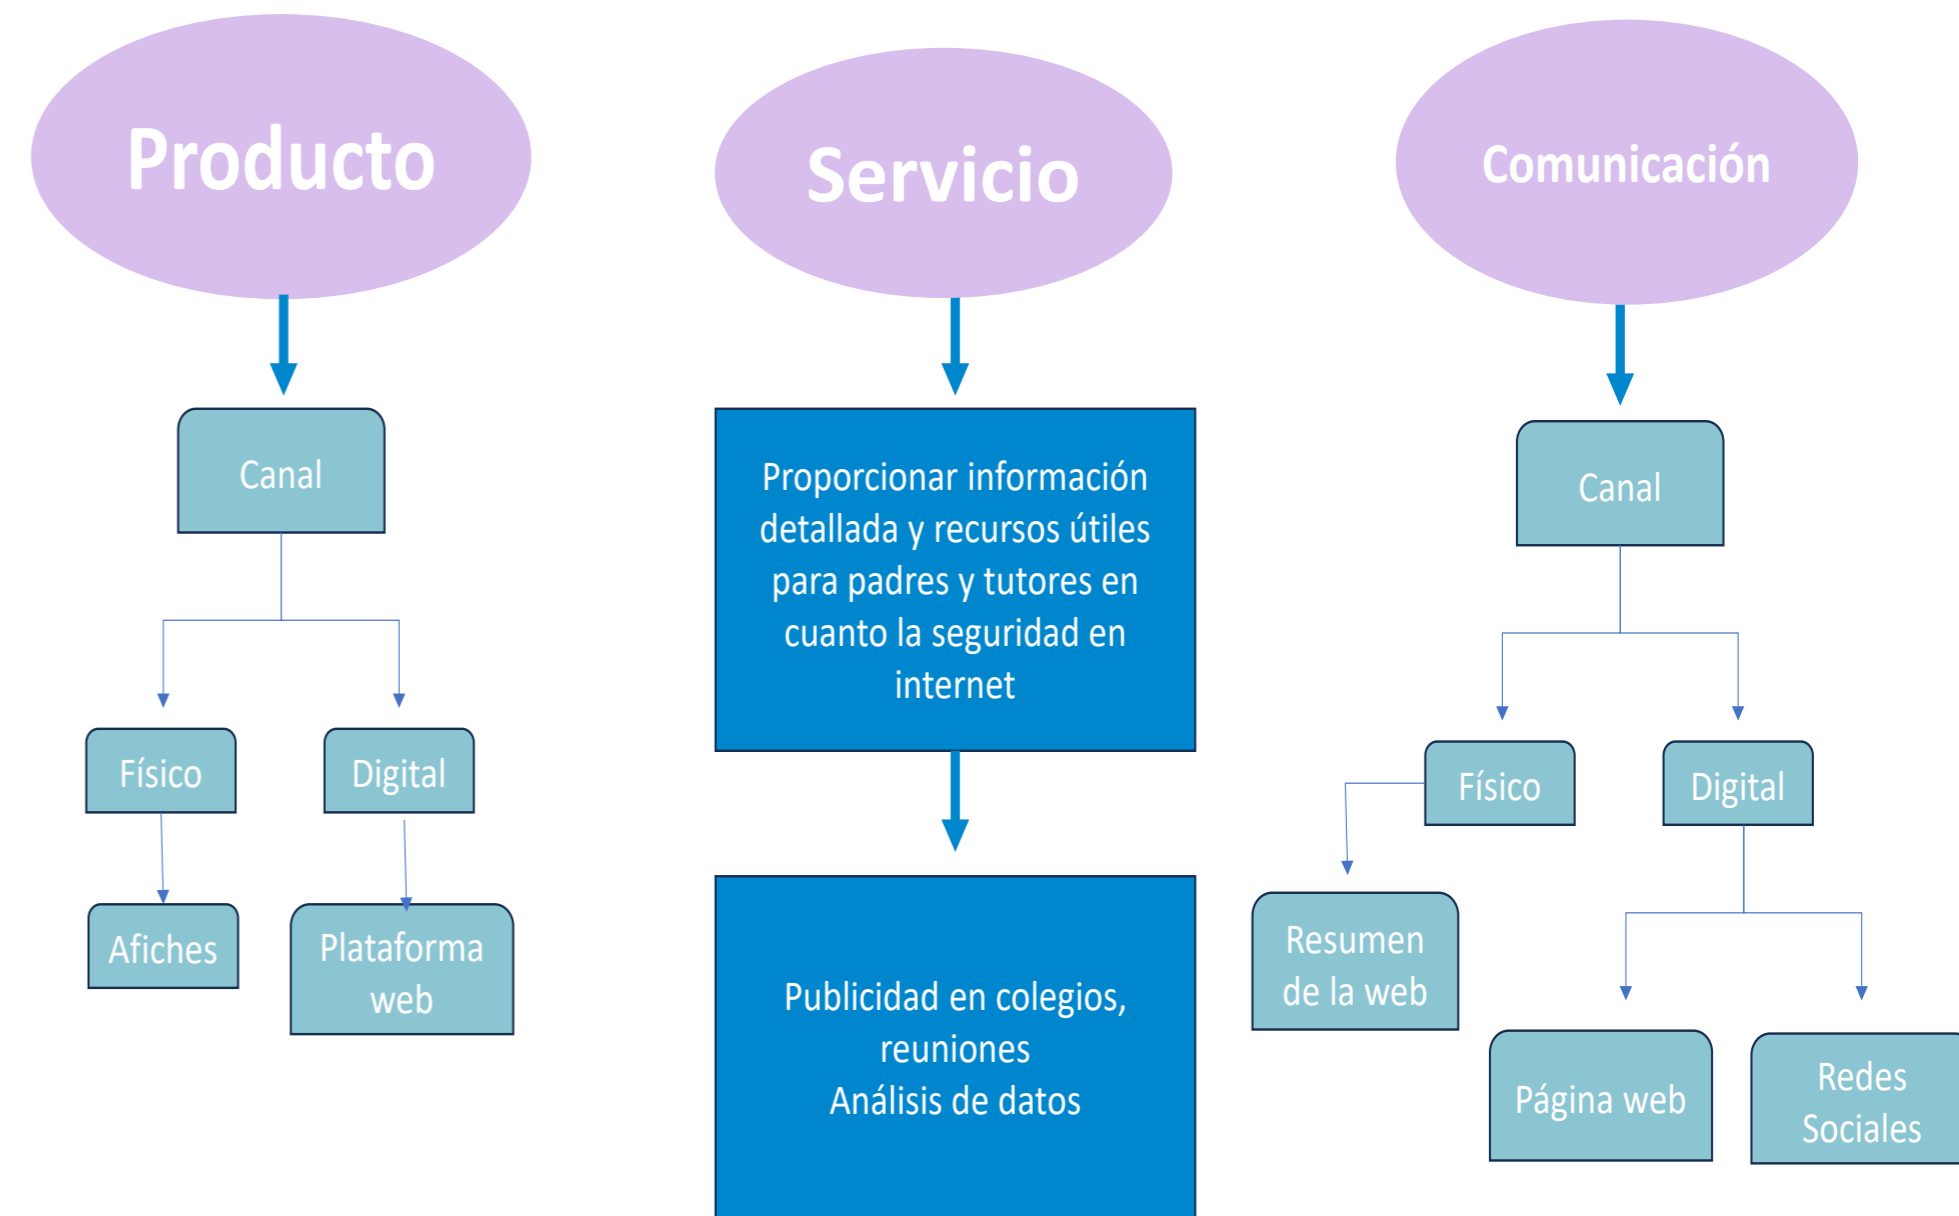 Producto
Canal
Físico
Digital
Afiches
Plataforma
web
Servicio
Proporcionar información
detallada y recursos útiles
para padres y tutores en
cuanto la seguridad en
internet
Publicidad en colegios,
reuniones
Análisis de datos
Comunicación
Canal
Físico
Digital
Resumen
de la web
Página web
Redes
Sociales